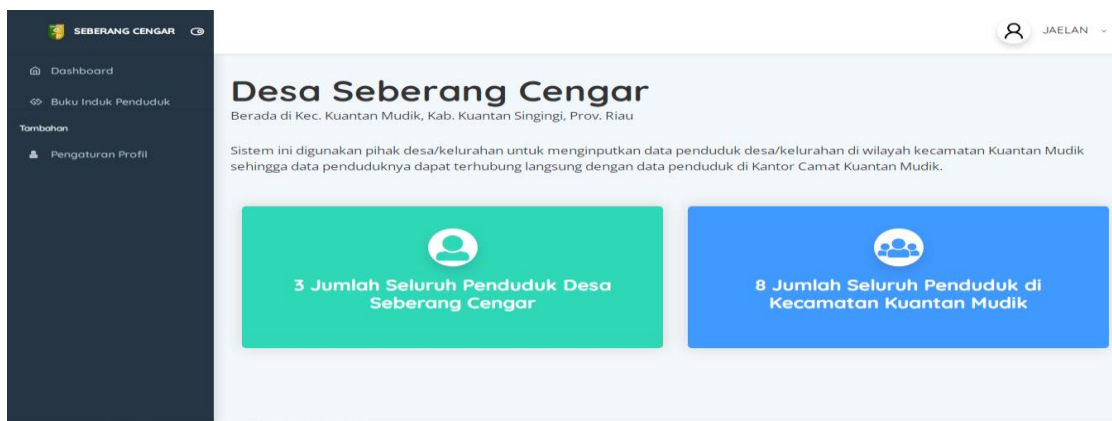 SEBERANG CENGAR
JAELAN
Dashboard
Buku Induk Penduduk
Tambahan
Pengaturan Profil
Desa Seberang Cengar
Berada di Kec. Kuantan Mudik, Kab. Kuantan Singingi, Prov. Riau
Sistem ini digunakan pihak desa/kelurahan untuk menginputkan data penduduk desa/kelurahan di wilayah kecamatan Kuantan Mudik
sehingga data penduduknya dapat terhubung langsung dengan data penduduk di Kantor Camat Kuantan Mudik.
3 Jumlah Seluruh Penduduk Desa
Seberang Cengar
8 Jumlah Seluruh Penduduk di
Kecamatan Kuantan Mudik